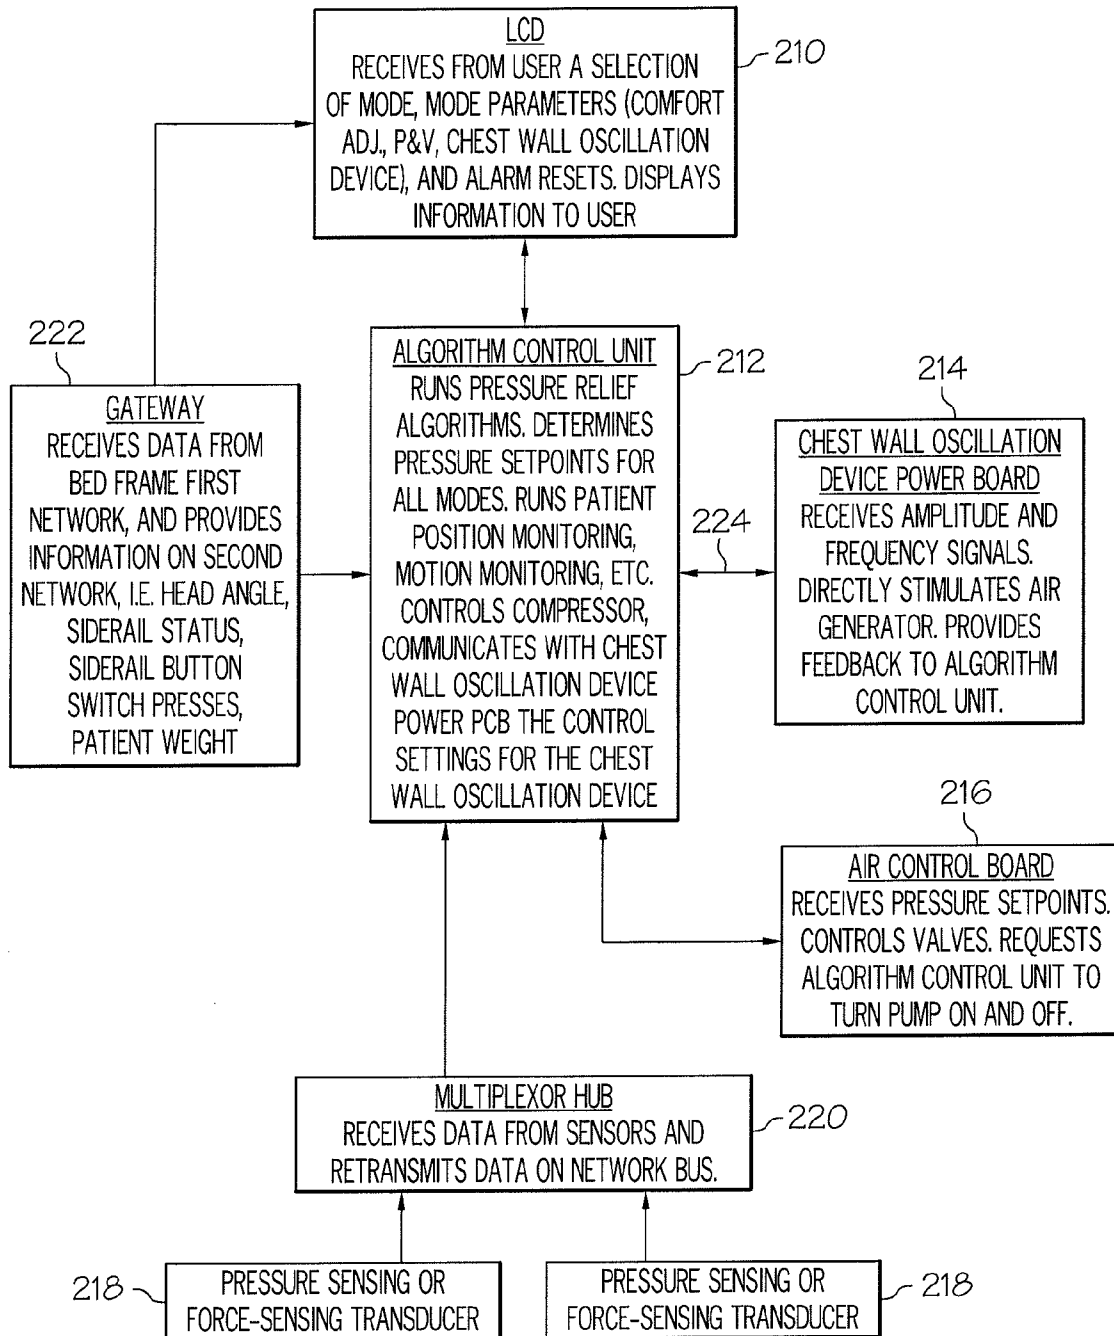 LCD
RECEIVES FROM USER A SELECTION
OF MODE, MODE PARAMETERS (COMFORT
ADJ., P&V, CHEST WALL OSCILLATION
DEVICE), AND ALARM RESETS. DISPLAYS
INFORMATION TO USER
210
222
GATEWAY
RECEIVES DATA FROM
BED FRAME FIRST
NETWORK, AND PROVIDES
INFORMATION ON SECOND
NETWORK, I.E. HEAD ANGLE,
SIDERAIL STATUS,
SIDERAIL BUTTON
SWITCH PRESSES,
PATIENT WEIGHT
ALGORITHM CONTROL UNIT
RUNS PRESSURE RELIEF
ALGORITHMS. DETERMINES
PRESSURE SETPOINTS FOR
ALL MODES. RUNS PATIENT
POSITION MONITORING,
MOTION MONITORING, ETC.
CONTROLS COMPRESSOR,
COMMUNICATES WITH CHEST
WALL OSCILLATION DEVICE
POWER PCB THE CONTROL
SETTINGS FOR THE CHEST
WALL OSCILLATION DEVICE
212
214
CHEST WALL OSCILLATION
DEVICE POWER BOARD
RECEIVES AMPLITUDE AND
FREQUENCY SIGNALS.
DIRECTLY STIMULATES AIR
GENERATOR. PROVIDES
FEEDBACK TO ALGORITHM
CONTROL UNIT.
224
216
AIR CONTROL BOARD
RECEIVES PRESSURE SETPOINTS.
CONTROLS VALVES. REQUESTS
ALGORITHM CONTROL UNIT TO
TURN PUMP ON AND OFF.
MULTIPLEXOR HUB
RECEIVES DATA FROM SENSORS AND
RETRANSMITS DATA ON NETWORK BUS.
220
218
PRESSURE SENSING OR
FORCE-SENSING TRANSDUCER
PRESSURE SENSING OR
FORCE-SENSING TRANSDUCER
218